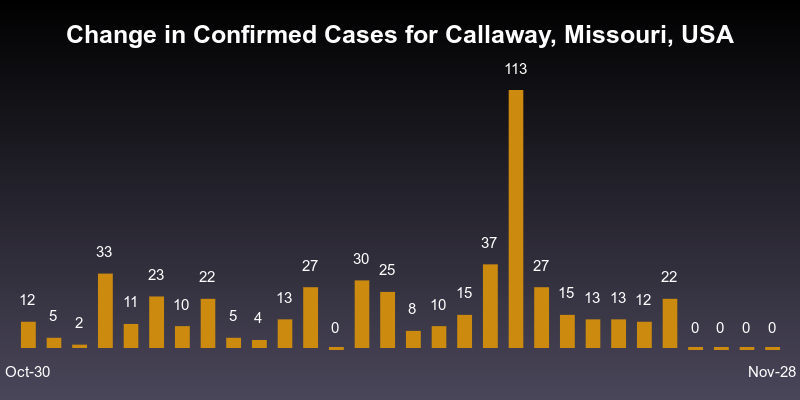 Change in Confirmed Cases for Callaway, Missouri, USA
12 5 2 33 11 23 10 22 5 4 13 27 0 30 25 8 10 15 37 113 27 15 13 13 12 22 0 0 0 0
Oct-30 Nov-28